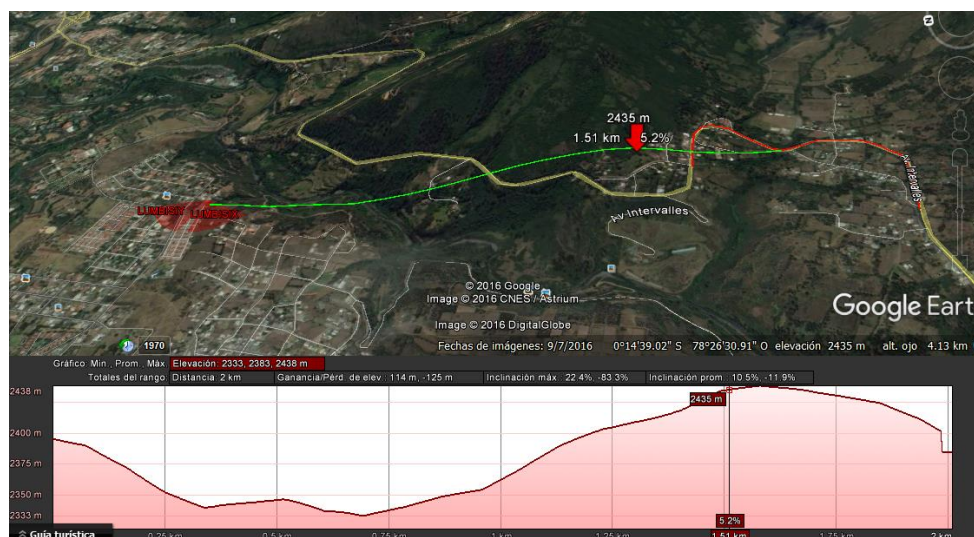 2435 m
1.51 km 5.2%
Av Intervalles
LUMBISI
LUMBISI
Av-Intervalles
© 2016 Google
Image © 2016 CNES / Astrium
Image © 2016 DigitalGlobe
Google Eart
1970
Fechas de imágenes: 9/7/2016 0°14'39.02" S 78°26'30.91" O elevación 2435 m alt. ojo 4.13 km
Gráfico: Mín., Prom., Máx. Elevación: 2333, 2383, 2438 m
Totales del rango: Distancia: 2 km Ganancia/Pérd. de elev.: 114 m, -125 m Inclinación máx.: 22.4%, -83.3% Inclinación prom.: 10.5%, -11.9%
2438 m
2435 m
2400 m
2375 m
2350 m
2333 m
5.2%
Guía turística 0.25 km 0.5 km 0.75 km 1 km 1.25 km 1.51 km 1.75 km 2 km